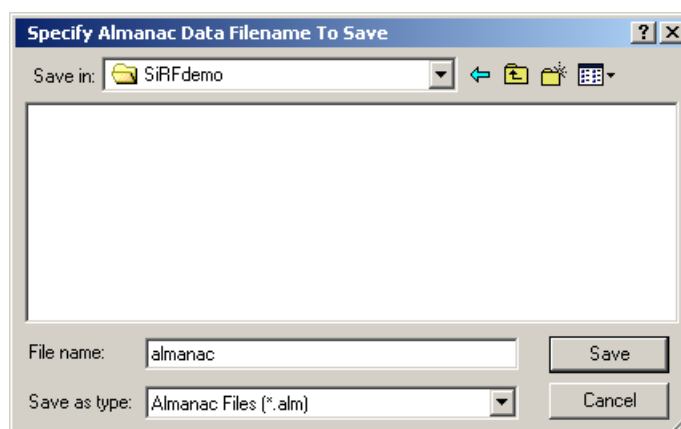 Specify Almanac Data Filename To Save
Save in: SiRFdemo
File name: almanac Save
Save as type: Almanac Files (*.alm) Cancel